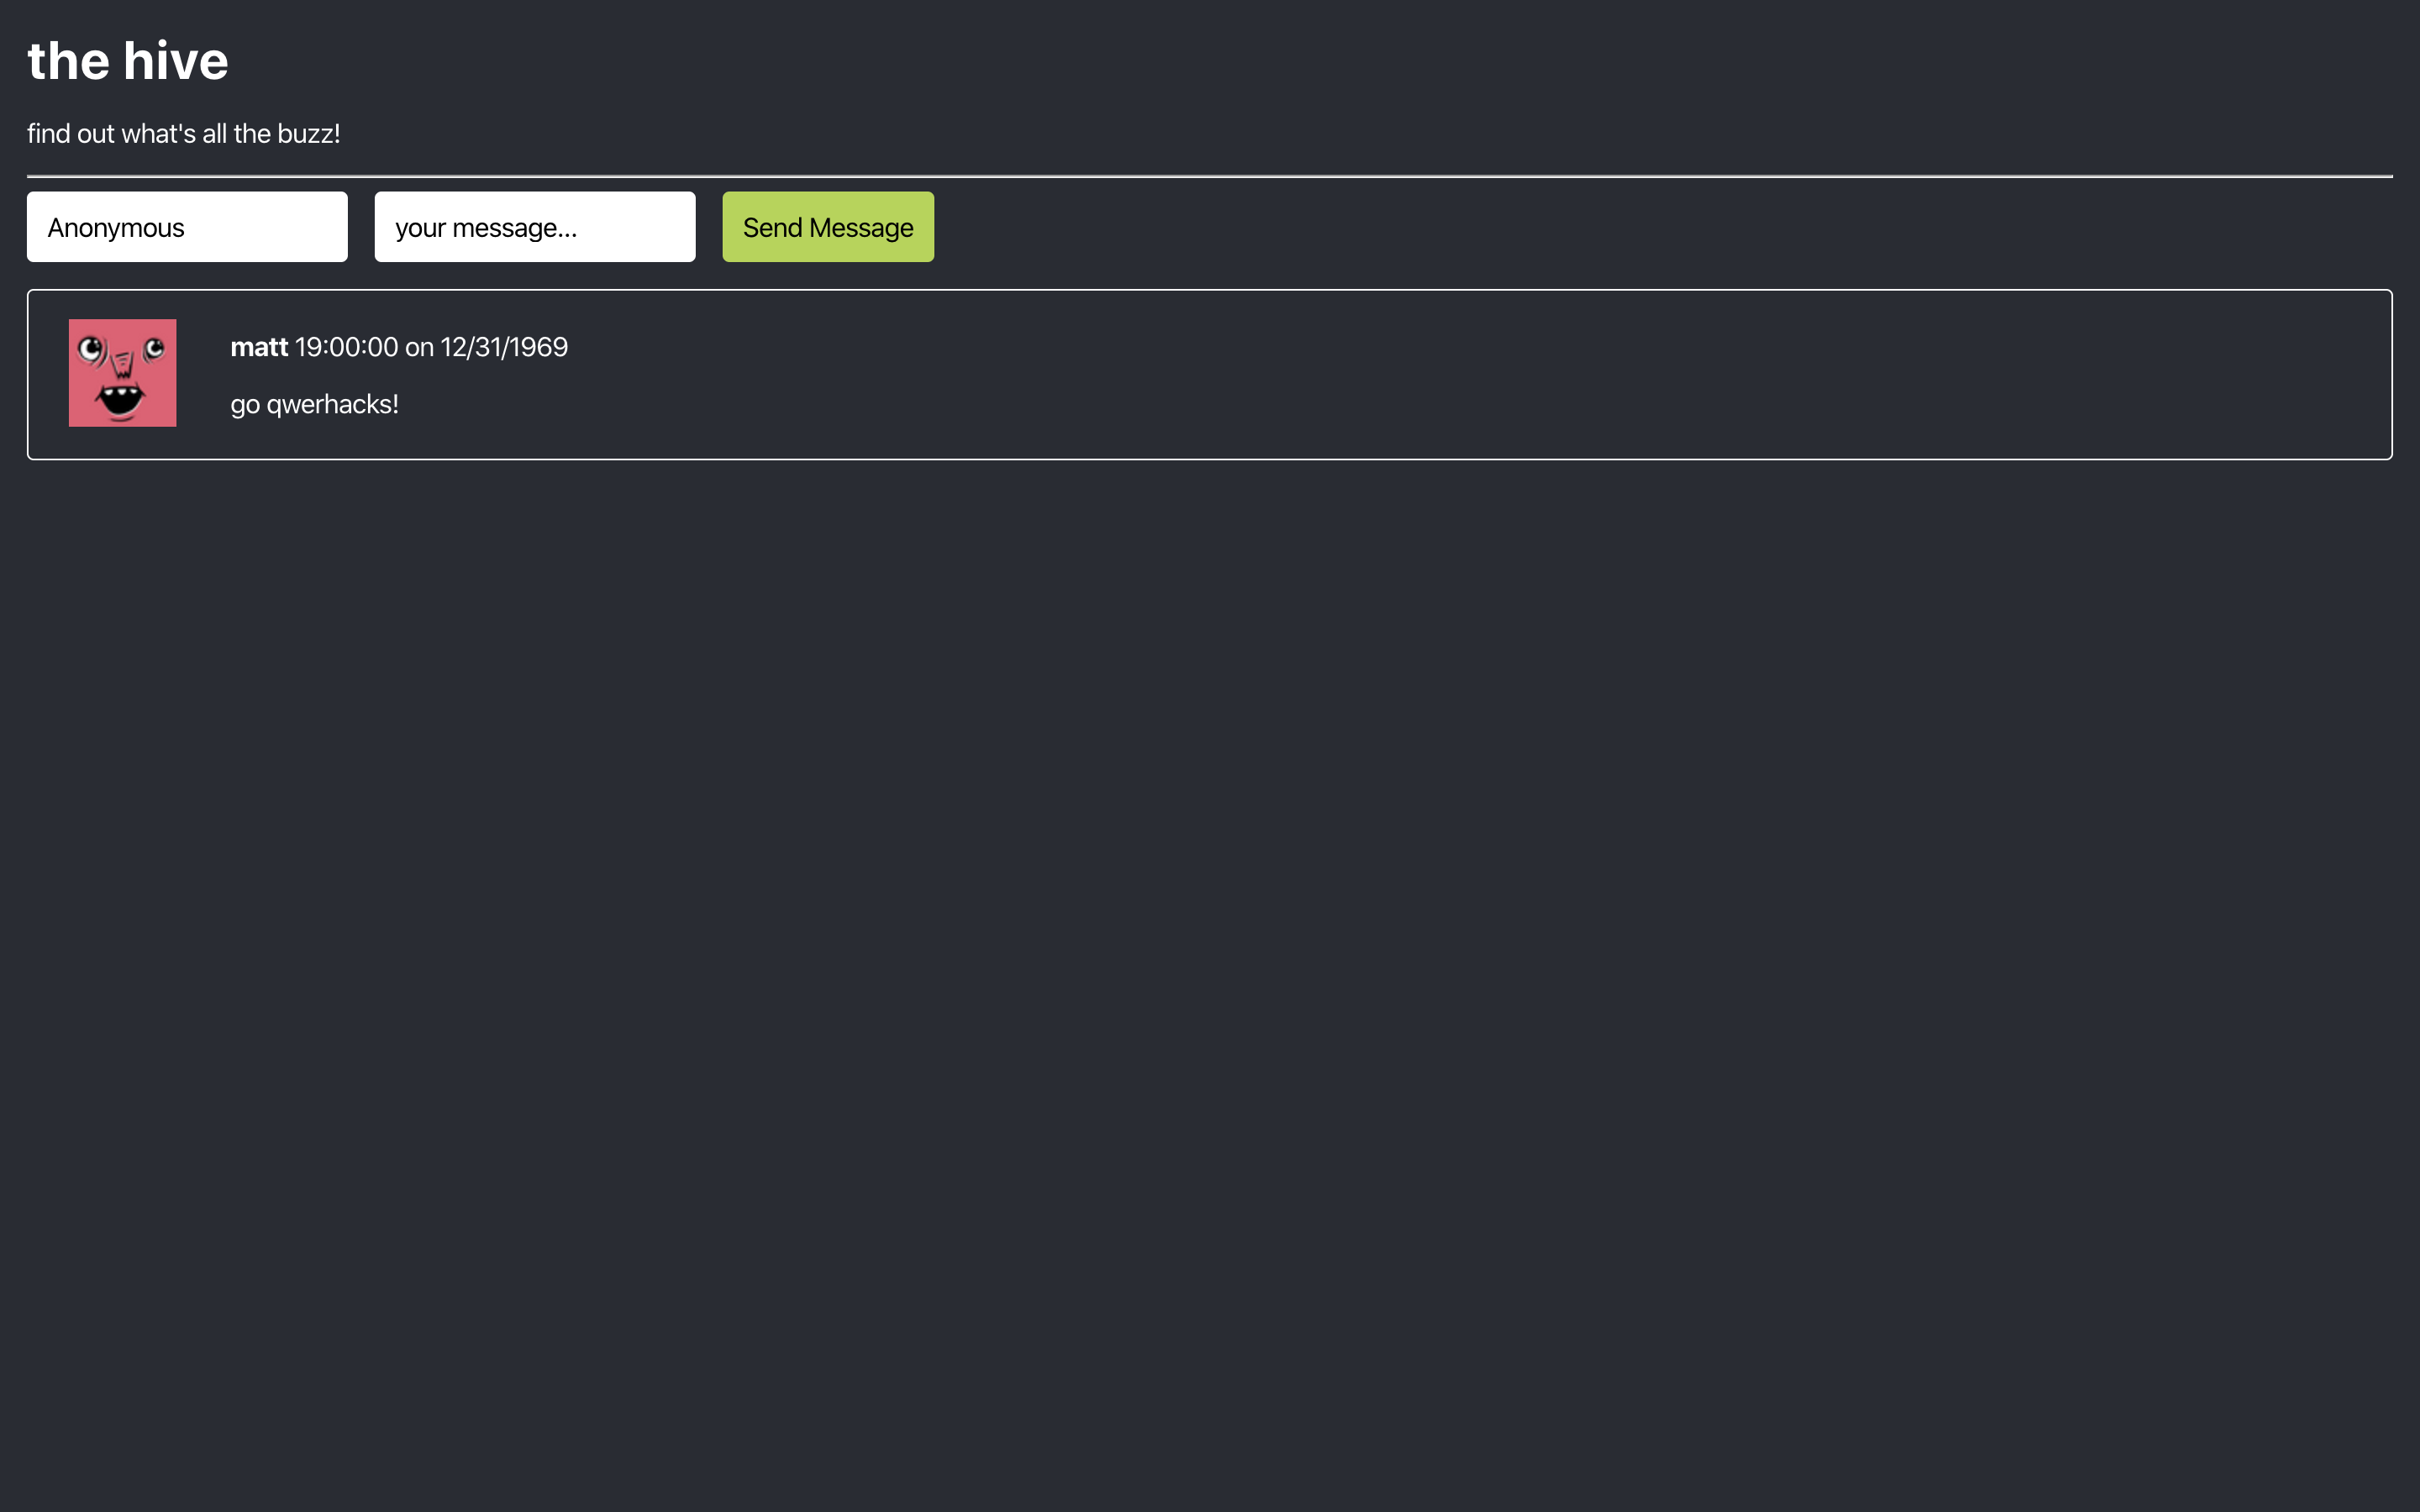 the hive
find out what's all the buzz!
Anonymous your message... Send Message
matt 19:00:00 on 12/31/1969
go qwerhacks!